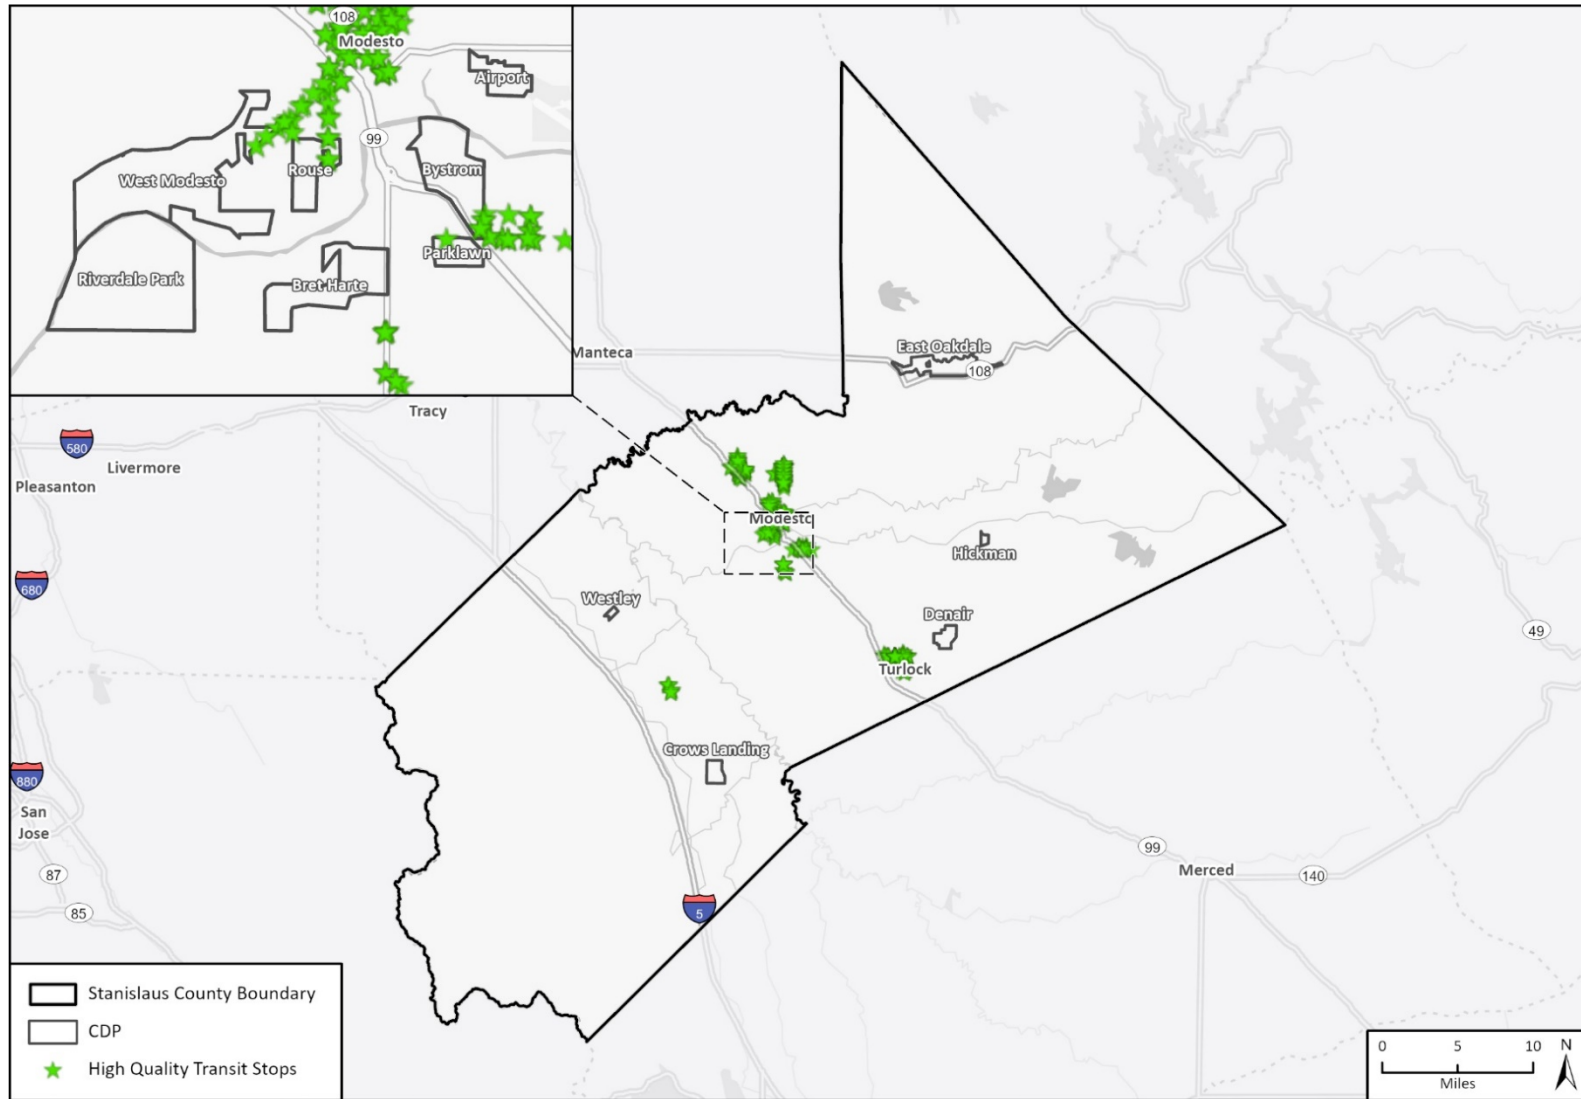 108
Modesto
Airport
99
West Modesto
Rouse
Bystrom
Parklawn
Riverdale Park
Bret Harte
Manteca
East Oakdale
108
Tracy
580
Livermore
Pleasanton
Modestc
Hickman
680
Westley
Denair
49
Turlock
Crows Landing
880
San
Jose
99
Merced
140
87
85
5
Stanislaus County Boundary
CDP
High Quality Transit Stops
0 5 10
Miles
N